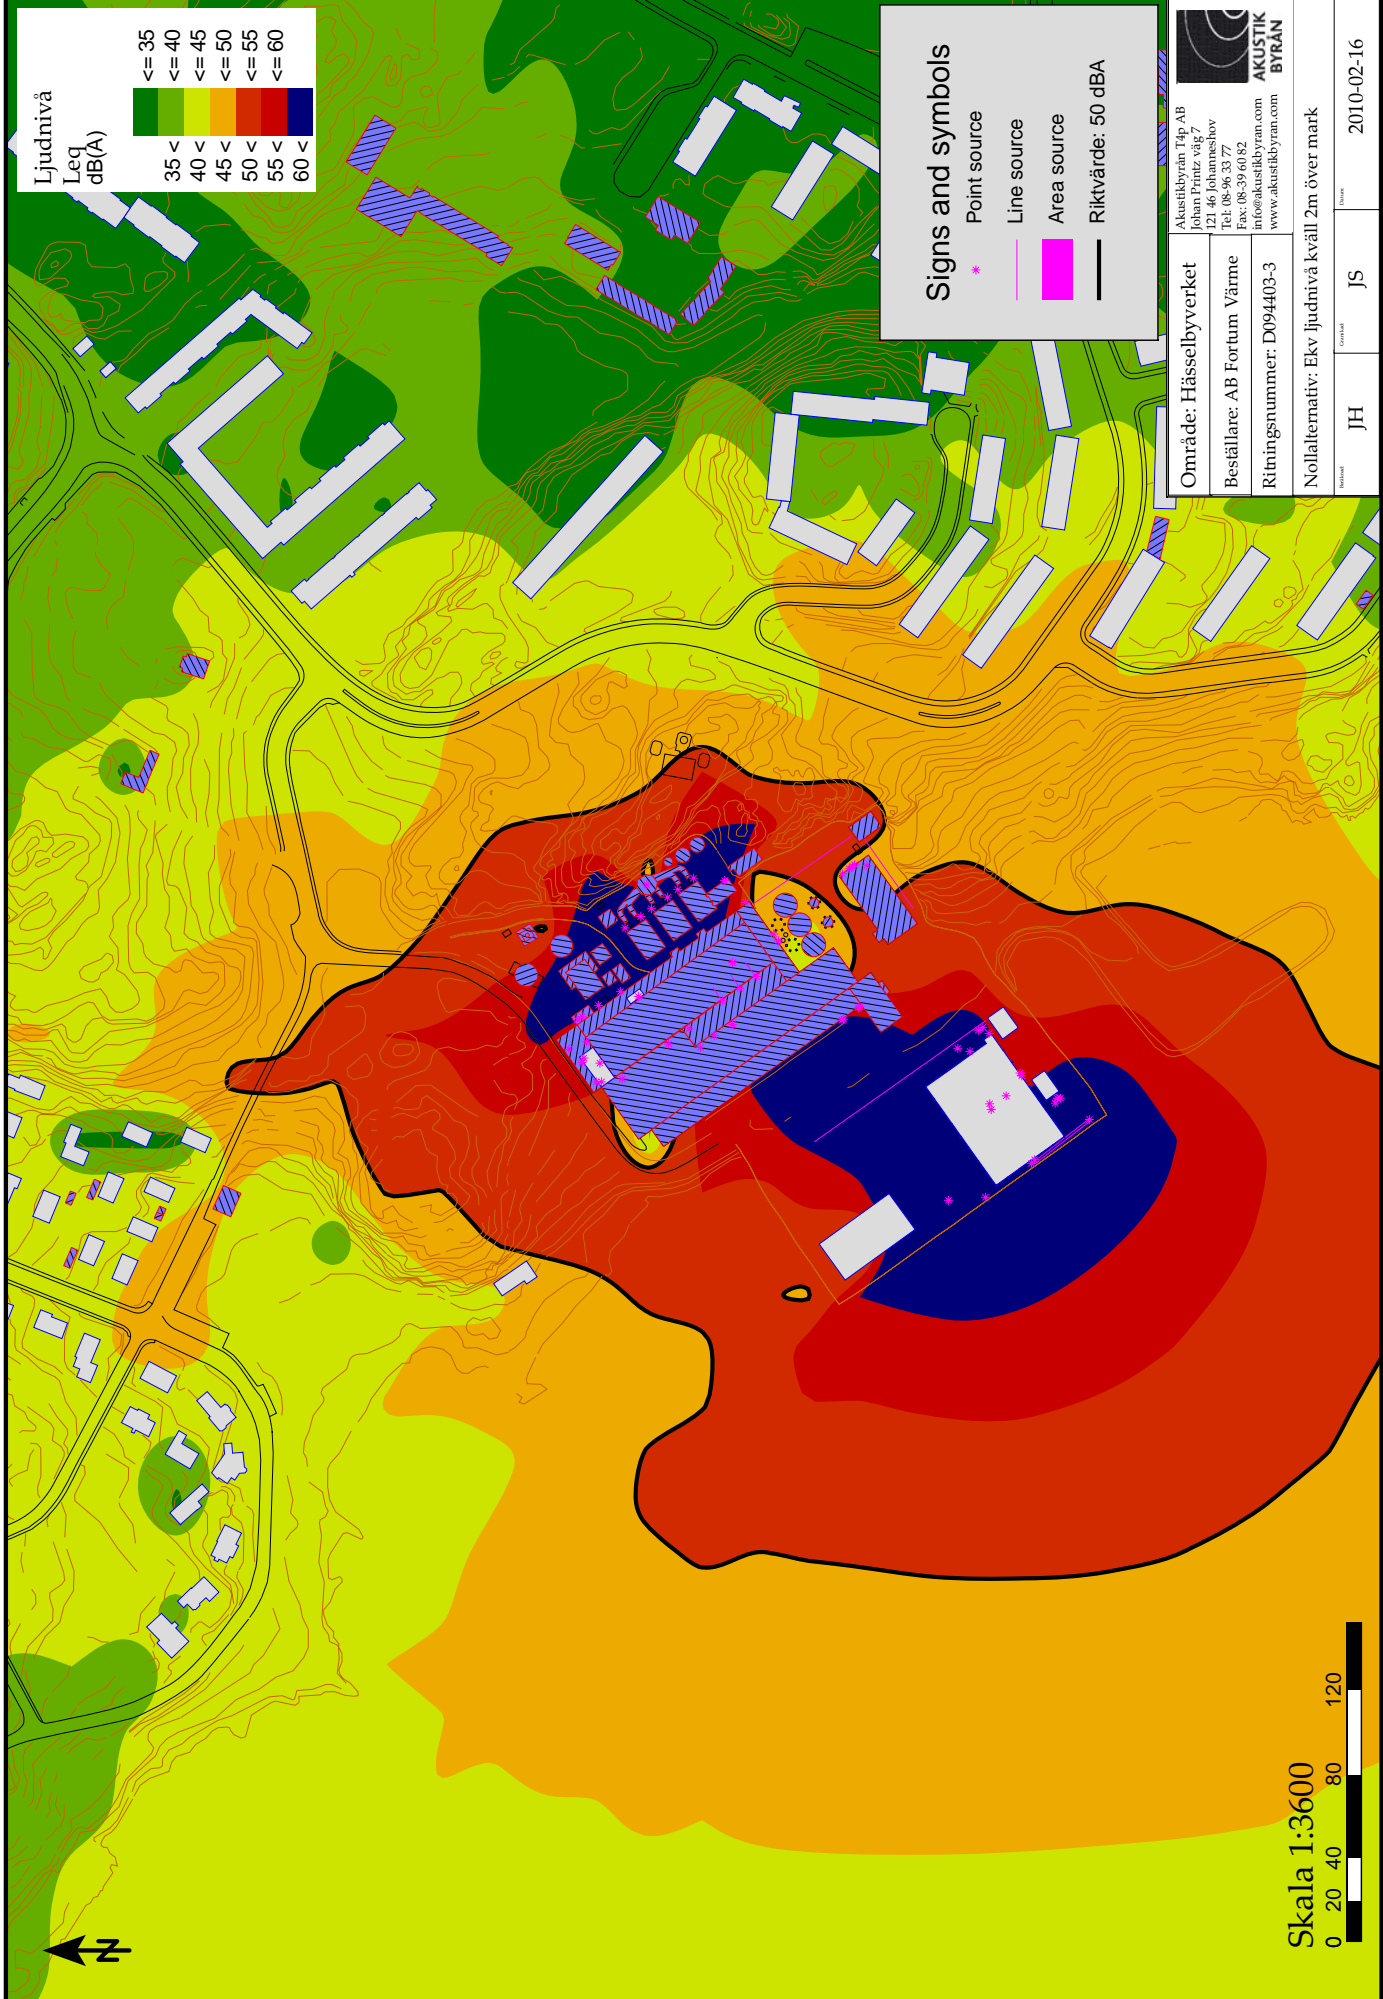 Ljudnivå
Leq
dB(A)
<= 35
35 < <= 40
40 < <= 45
45 < <= 50
50 < <= 55
55 < <= 60
60 <
Signs and symbols
Point source
Line source
Area source
Riktvärde: 50 dBA
AKUSTIK
BYRÅN
Akustikbyrån T4p AB
Johan Printz väg 7
121 46 Johanneshov
Tel: 08-96 33 77
Fax: 08-39 60 82
info@akustikbyran.com
www.akustikbyran.com
Område: Hässelbyverket
Beställare: AB Fortum Värme
Ritningsnummer: D094403-3
Nollalternativ: Ekv ljudnivå kväll 2m över mark
JH
JS
Datum
2010-02-16
Skala 1:3600
0 20 40 80 120
N